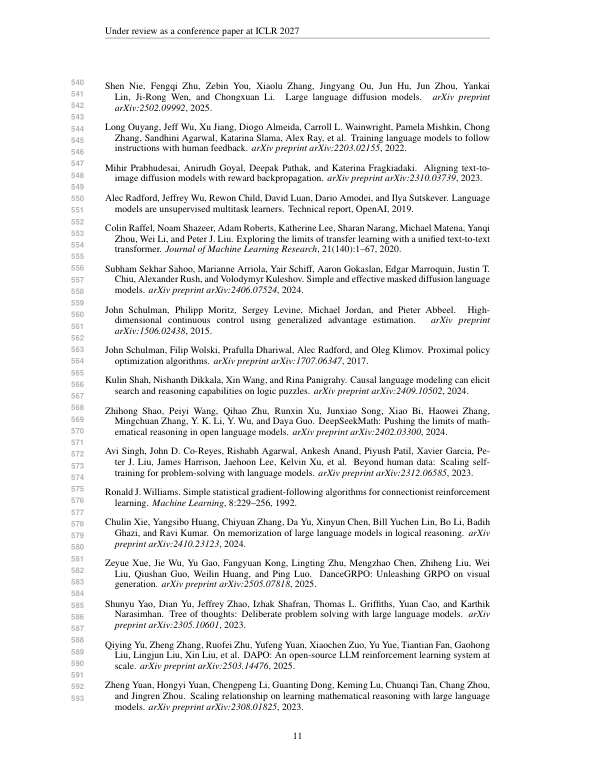 Under review as a conference paper at ICLR 2027
540
541
542
543
544
545
546
547
548
549
550
551
552
553
554
555
556
557
558
559
560
561
562
563
564
565
566
567
568
569
570
571
572
573
574
575
576
577
578
579
580
581
582
583
584
585
586
587
588
589
590
591
592
593
Shen Nie, Fengqi Zhu, Zebin You, Xiaolu Zhang, Jingyang Ou, Jun Hu, Jun Zhou, Yankai
Lin, Ji-Rong Wen, and Chongxuan Li. Large language diffusion models. arXiv preprint
arXiv:2502.09992, 2025.
Long Ouyang, Jeff Wu, Xu Jiang, Diogo Almeida, Carroll L. Wainwright, Pamela Mishkin, Chong
Zhang, Sandhini Agarwal, Katarina Slama, Alex Ray, et al. Training language models to follow
instructions with human feedback. arXiv preprint arXiv:2203.02155, 2022.
Mihir Prabhudesai, Anirudh Goyal, Deepak Pathak, and Katerina Fragkiadaki. Aligning text-to-
image diffusion models with reward backpropagation. arXiv preprint arXiv:2310.03739, 2023.
Alec Radford, Jeffrey Wu, Rewon Child, David Luan, Dario Amodei, and Ilya Sutskever. Language
models are unsupervised multitask learners. Technical report, OpenAI, 2019.
Colin Raffel, Noam Shazeer, Adam Roberts, Katherine Lee, Sharan Narang, Michael Matena, Yanqi
Zhou, Wei Li, and Peter J. Liu. Exploring the limits of transfer learning with a unified text-to-text
transformer. Journal of Machine Learning Research, 21(140):1–67, 2020.
Subham Sekhar Sahoo, Marianne Arriola, Yair Schiff, Aaron Gokaslan, Edgar Marroquin, Justin T.
Chiu, Alexander Rush, and Volodymyr Kuleshov. Simple and effective masked diffusion language
models. arXiv preprint arXiv:2406.07524, 2024.
John Schulman, Philipp Moritz, Sergey Levine, Michael Jordan, and Pieter Abbeel. High-
dimensional continuous control using generalized advantage estimation. arXiv preprint
arXiv:1506.02438, 2015.
John Schulman, Filip Wolski, Prafulla Dhariwal, Alec Radford, and Oleg Klimov. Proximal policy
optimization algorithms. arXiv preprint arXiv:1707.06347, 2017.
Kulin Shah, Nishanth Dikkala, Xin Wang, and Rina Panigrahy. Causal language modeling can elicit
search and reasoning capabilities on logic puzzles. arXiv preprint arXiv:2409.10502, 2024.
Zhihong Shao, Peiyi Wang, Qihao Zhu, Runxin Xu, Junxiao Song, Xiao Bi, Haowei Zhang,
Mingchuan Zhang, Y. K. Li, Y. Wu, and Daya Guo. DeepSeekMath: Pushing the limits of math-
ematical reasoning in open language models. arXiv preprint arXiv:2402.03300, 2024.
Avi Singh, John D. Co-Reyes, Rishabh Agarwal, Ankesh Anand, Piyush Patil, Xavier Garcia, Pe-
ter J. Liu, James Harrison, Jaehoon Lee, Kelvin Xu, et al. Beyond human data: Scaling self-
training for problem-solving with language models. arXiv preprint arXiv:2312.06585, 2023.
Ronald J. Williams. Simple statistical gradient-following algorithms for connectionist reinforcement
learning. Machine Learning, 8:229–256, 1992.
Chulin Xie, Yangsibo Huang, Chiyuan Zhang, Da Yu, Xinyun Chen, Bill Yuchen Lin, Bo Li, Badih
Ghazi, and Ravi Kumar. On memorization of large language models in logical reasoning. arXiv
preprint arXiv:2410.23123, 2024.
Zeyue Xue, Jie Wu, Yu Gao, Fangyuan Kong, Lingting Zhu, Mengzhao Chen, Zhiheng Liu, Wei
Liu, Qiushan Guo, Weilin Huang, and Ping Luo. DanceGRPO: Unleashing GRPO on visual
generation. arXiv preprint arXiv:2505.07818, 2025.
Shunyu Yao, Dian Yu, Jeffrey Zhao, Izhak Shafran, Thomas L. Griffiths, Yuan Cao, and Karthik
Narasimhan. Tree of thoughts: Deliberate problem solving with large language models. arXiv
preprint arXiv:2305.10601, 2023.
Qiying Yu, Zheng Zhang, Ruofei Zhu, Yufeng Yuan, Xiaochen Zuo, Yu Yue, Tiantian Fan, Gaohong
Liu, Lingjun Liu, Xin Liu, et al. DAPO: An open-source LLM reinforcement learning system at
scale. arXiv preprint arXiv:2503.14476, 2025.
Zheng Yuan, Hongyi Yuan, Chengpeng Li, Guanting Dong, Keming Lu, Chuanqi Tan, Chang Zhou,
and Jingren Zhou. Scaling relationship on learning mathematical reasoning with large language
models. arXiv preprint arXiv:2308.01825, 2023.
11